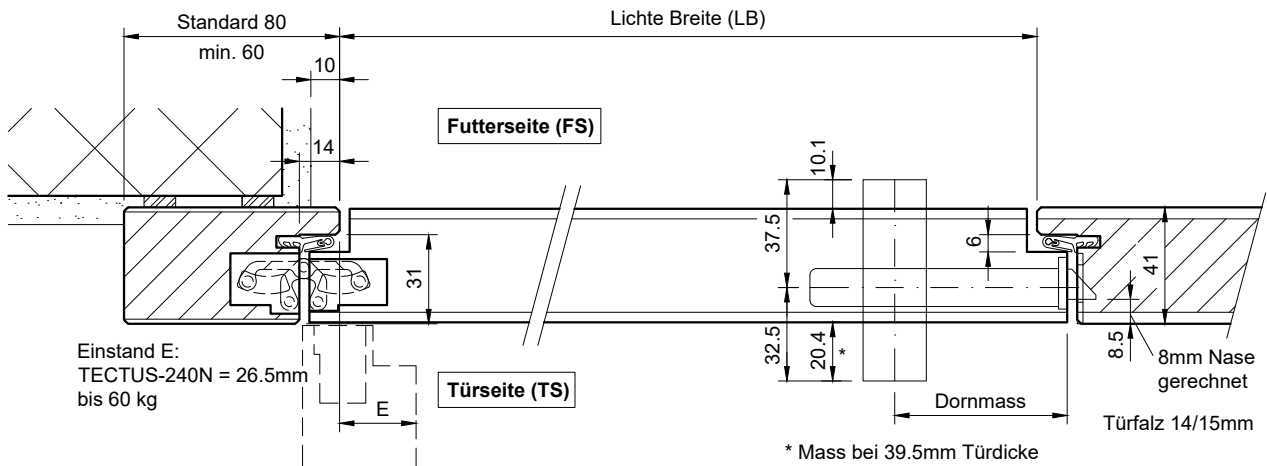 Standard 80
min. 60
Lichte Breite (LB)
10
14
Futterseite (FS)
10.1
37.5
6
31
41
32.5
20.4
*
8.5
Einstand E:
TECTUS-240N = 26.5mm
bis 60 kg
Türseite (TS)
E
Dornmass
8mm Nase
gerechnet
Türfalz 14/15mm
* Mass bei 39.5mm Türdicke